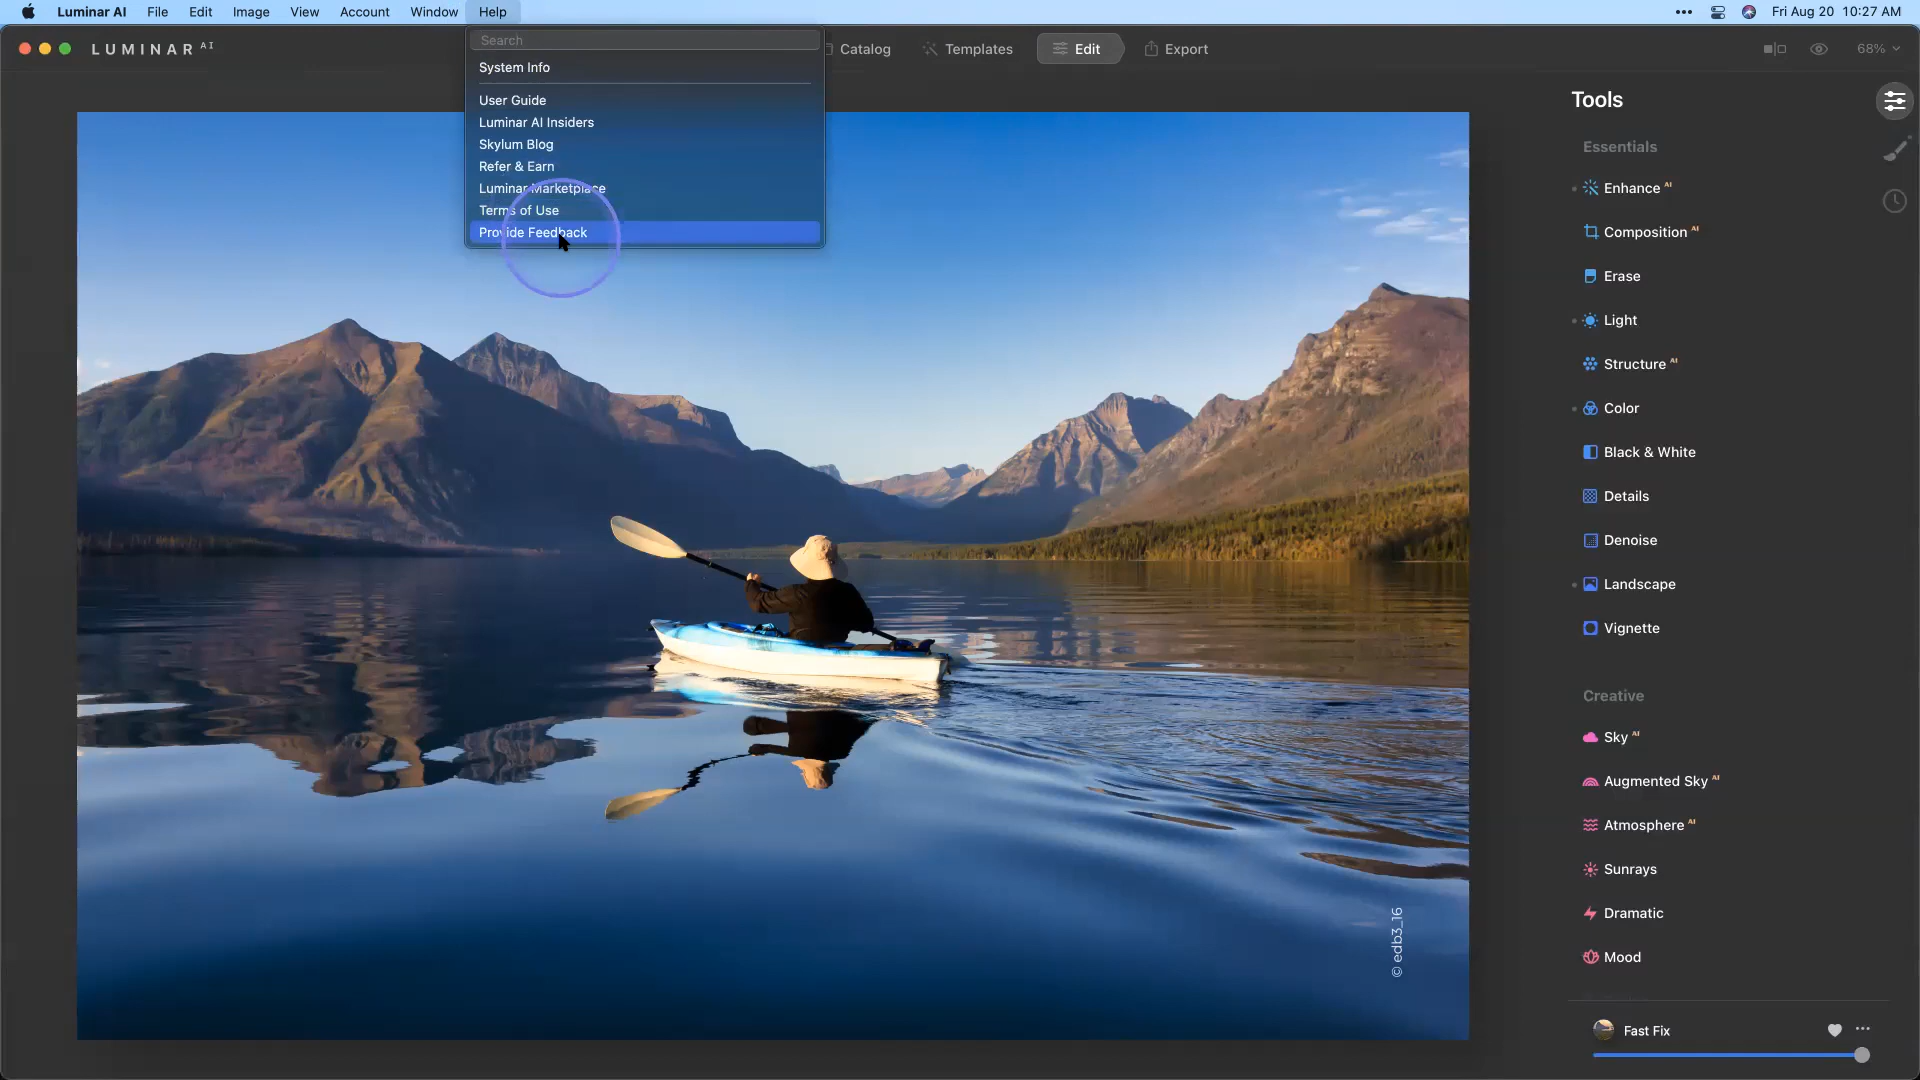 Luminar AI File Edit Image View Account Window Help
Fri Aug 20 10:27 AM
LUMINAR AI
Catalog Templates Edit Export
68%
Search
System Info
User Guide
Luminar AI Insiders
Skylum Blog
Refer & Earn
Luminar Marketplace
Terms of Use
Provide Feedback
Tools
Essentials
Enhance AI
Composition AI
Erase
Light
Structure AI
Color
Black & White
Details
Denoise
Landscape
Vignette
Creative
Sky AI
Augmented Sky AI
Atmosphere AI
Sunrays
Dramatic
Mood
Fast Fix
© edb3_16